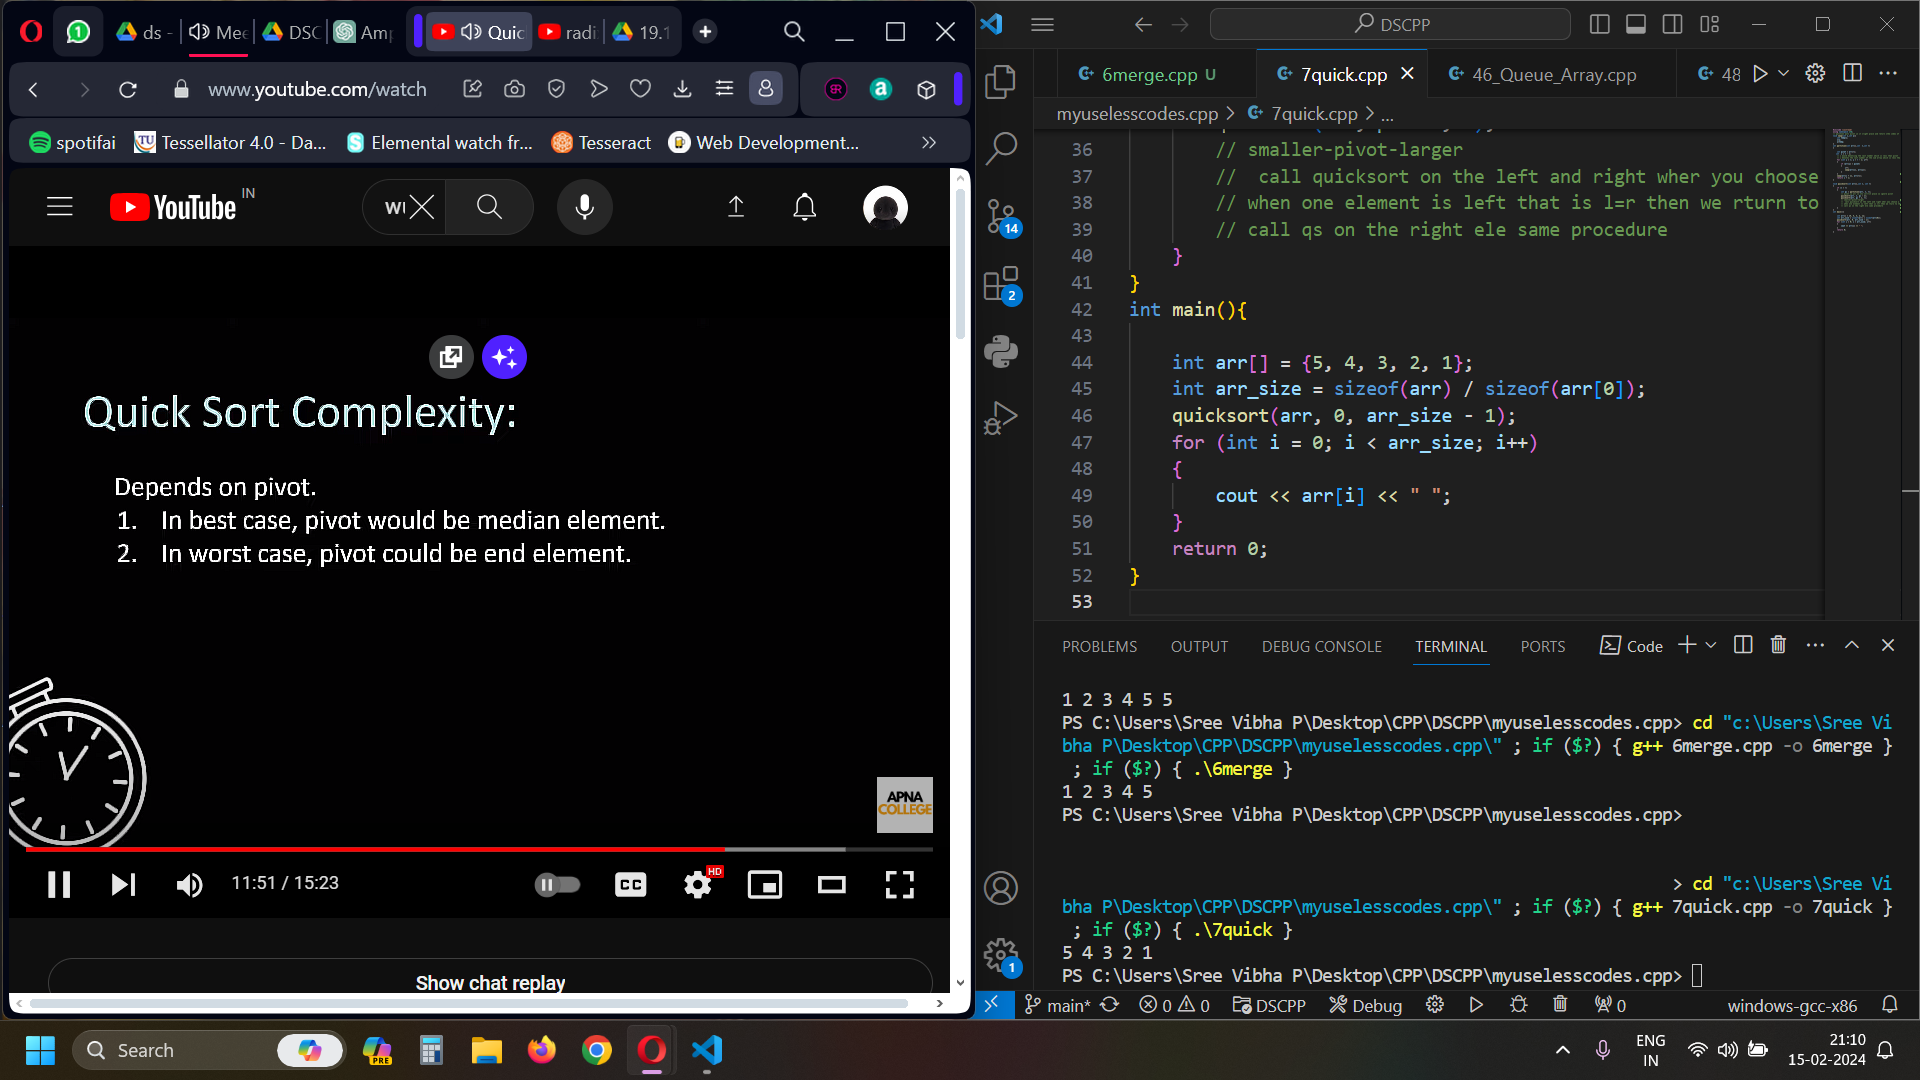 ds -
Mee
DSC
Amp
Quic
radi
19.1
www.youtube.com/watch
spotifai
TU
Tessellator 4.0 - Da...
Elemental watch fr...
Tesseract
Web Development...
YouTube IN
Quick Sort Complexity:
Depends on pivot.
1. In best case, pivot would be median element.
2. In worst case, pivot could be end element.
APNA
COLLEGE
HD
11:51 / 15:23
CC
Show chat replay
DSCPP
6merge.cpp U
7quick.cpp
46_Queue_Array.cpp
48
myuselesscodes.cpp > 7quick.cpp > ...
36 // smaller-pivot-larger
37 //  call quicksort on the left and right wher you choose
38 // when one element is left that is l=r then we rturn to
39 // call qs on the right ele same procedure
40 }
41 }
42 int main(){
43
44 int arr[] = {5, 4, 3, 2, 1};
45 int arr_size = sizeof(arr) / sizeof(arr[0]);
46 quicksort(arr, 0, arr_size - 1);
47 for (int i = 0; i < arr_size; i++)
48 {
49 cout << arr[i] << " ";
50 }
51 return 0;
52 }
53
14
2
1
PROBLEMS
OUTPUT
DEBUG CONSOLE
TERMINAL
PORTS
Code
1 2 3 4 5 5
PS C:\Users\Sree Vibha P\Desktop\CPP\DSCPP\myuselesscodes.cpp> cd "c:\Users\Sree Vi
bha P\Desktop\CPP\DSCPP\myuselesscodes.cpp\" ; if ($?) { g++ 6merge.cpp -o 6merge }
; if ($?) { .\6merge }
1 2 3 4 5
PS C:\Users\Sree Vibha P\Desktop\CPP\DSCPP\myuselesscodes.cpp>
> cd "c:\Users\Sree Vi
bha P\Desktop\CPP\DSCPP\myuselesscodes.cpp\" ; if ($?) { g++ 7quick.cpp -o 7quick }
; if ($?) { .\7quick }
5 4 3 2 1
PS C:\Users\Sree Vibha P\Desktop\CPP\DSCPP\myuselesscodes.cpp>
main*
0
0
DSCPP
Debug
0
windows-gcc-x86
Search
PRE
ENG
IN
21:10
15-02-2024